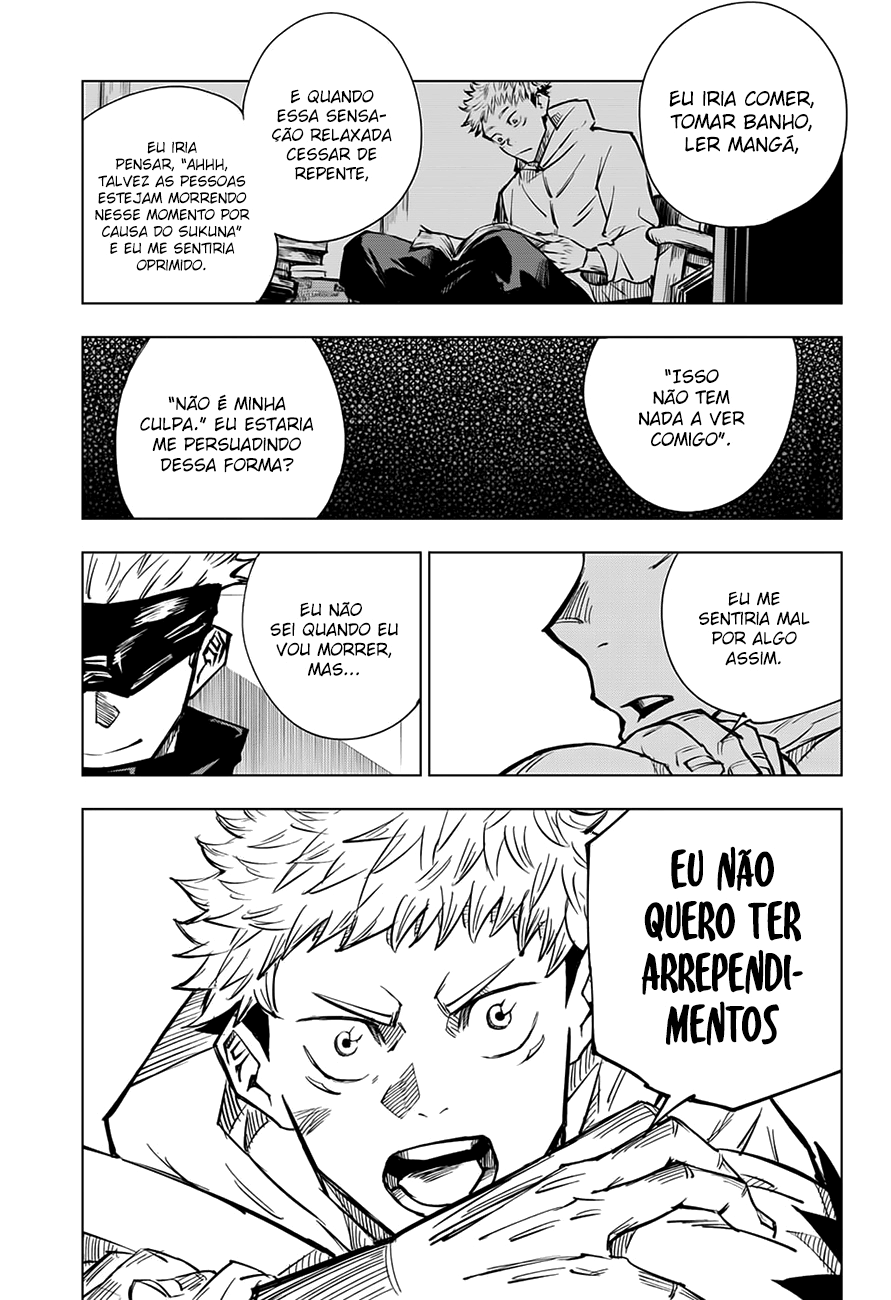 EU IRIA COMER,
TOMAR BANHO,
LER MANGÁ,
E QUANDO
ESSA SENSA-
ÇÃO RELAXADA
CESSAR DE
REPENTE,
EU IRIA
PENSAR, “AHHH,
TALVEZ AS PESSOAS
ESTEJAM MORRENDO
NESSE MOMENTO POR
CAUSA DO SUKUNA”
E EU ME SENTIRIA
OPRIMIDO.
“ISSO
NÃO TEM
NADA A VER
COMIGO”.
“NÃO É MINHA
CULPA.” EU ESTARIA
ME PERSUADINDO
DESSA FORMA?
EU ME
SENTIRIA MAL
POR ALGO
ASSIM.
EU NÃO
SEI QUANDO EU
VOU MORRER,
MAS...
EU NÃO
QUERO TER
ARREPENDI-
MENTOS